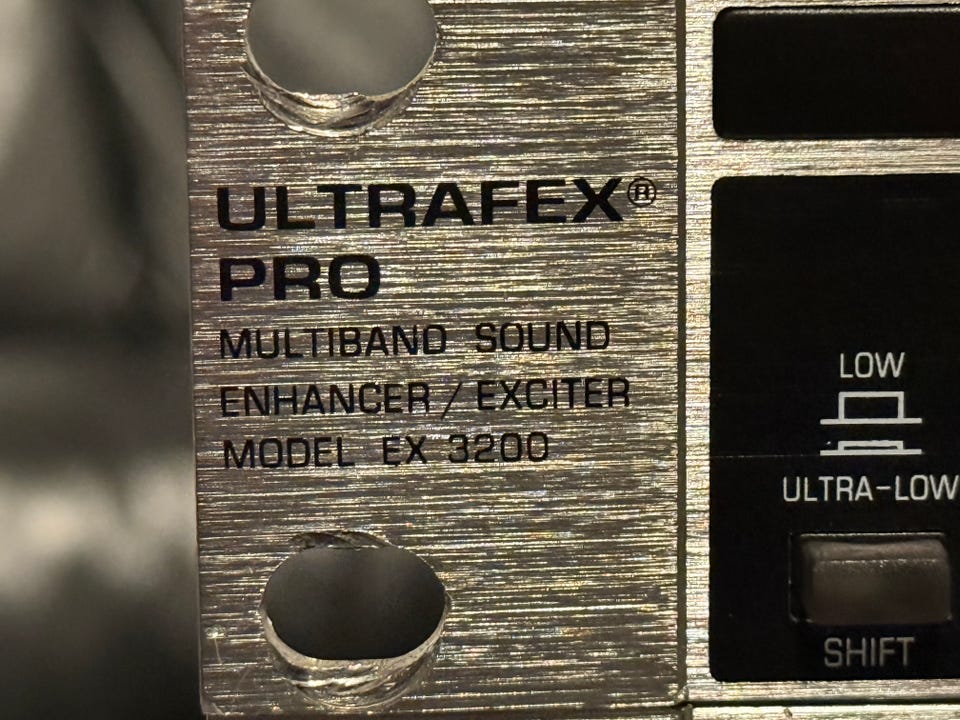 ULTRAFEX®
PRO
MULTIBAND SOUND
ENHANCER / EXCITER
MODEL EX 3200
LOW
ULTRA-LOW
SHIFT